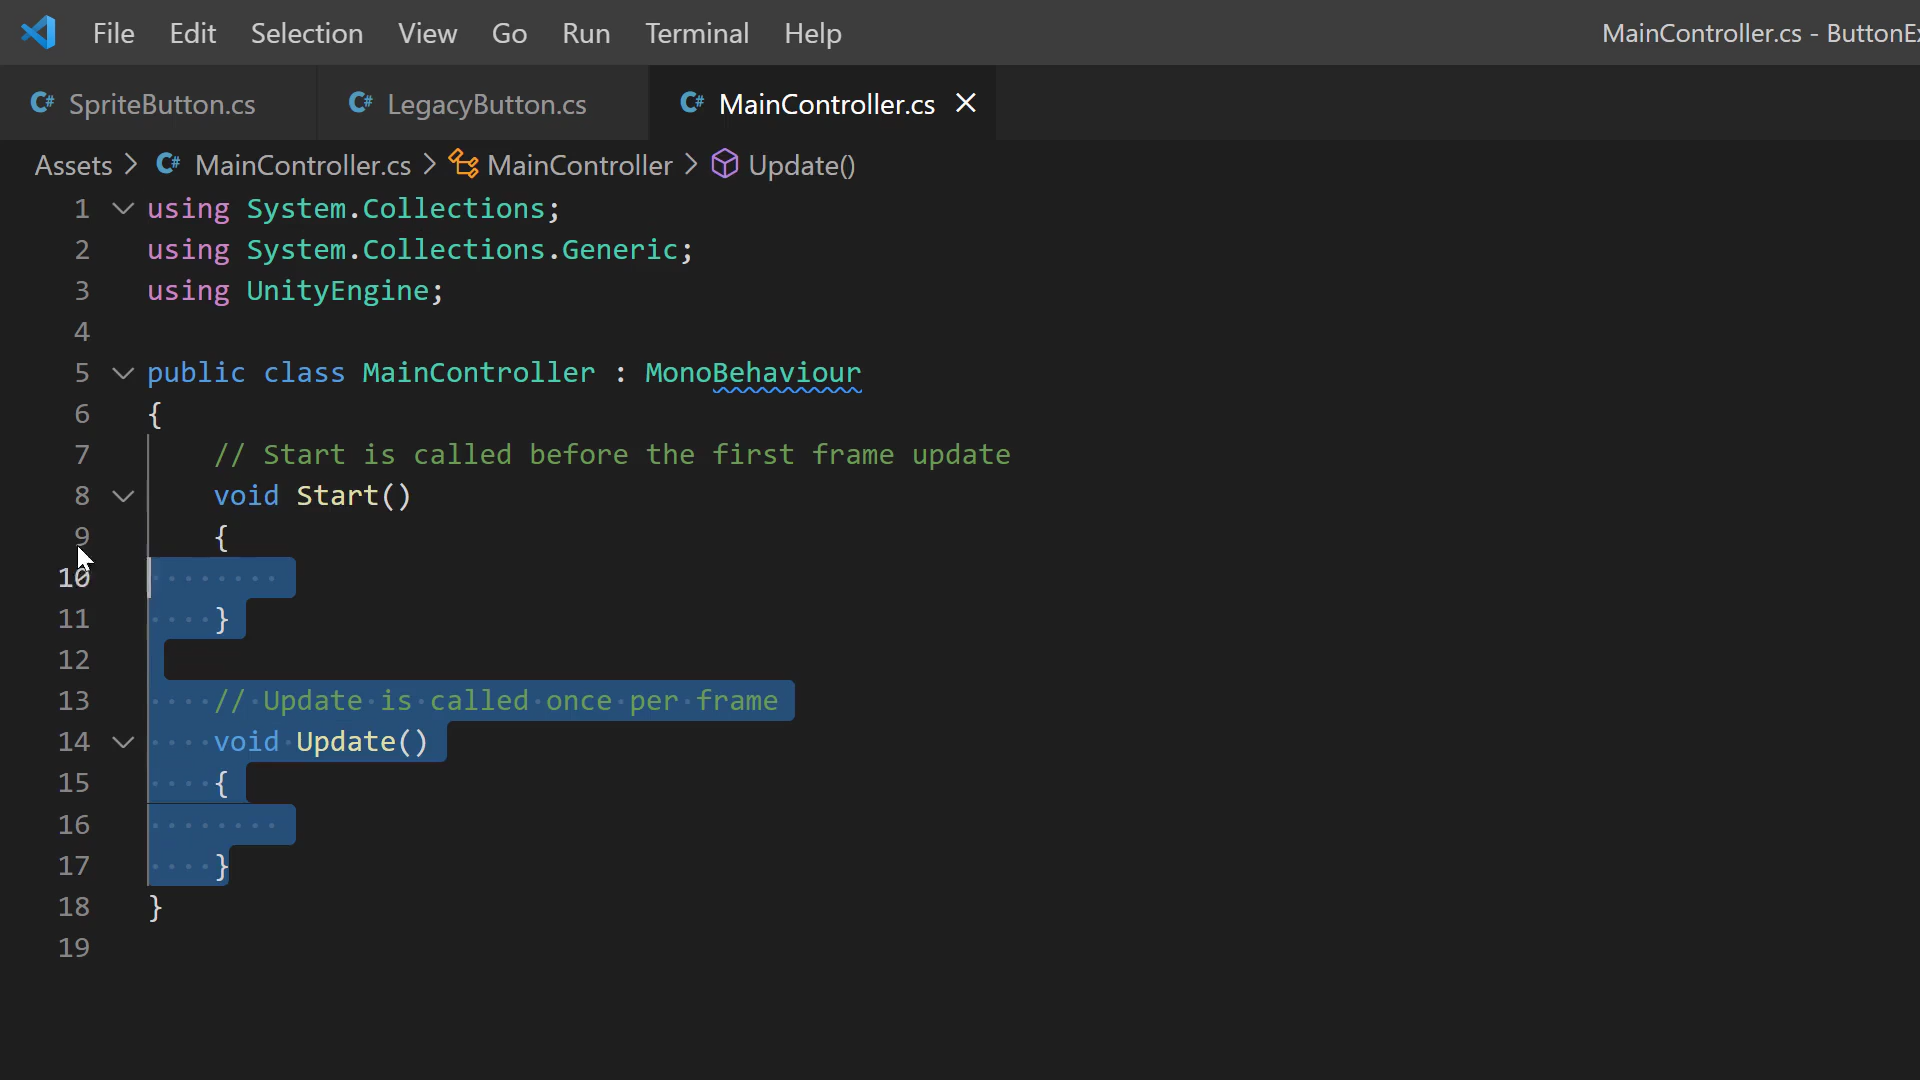 File Edit Selection View Go Run Terminal Help MainController.cs - ButtonEx
C# SpriteButton.cs C# LegacyButton.cs C# MainController.cs
Assets > C# MainController.cs > MainController > Update()
1 using System.Collections;
2 using System.Collections.Generic;
3 using UnityEngine;
4
5 public class MainController : MonoBehaviour
6 {
7 // Start is called before the first frame update
8 void Start()
9 {
10
11 }
12
13 // Update is called once per frame
14 void Update()
15 {
16
17 }
18 }
19